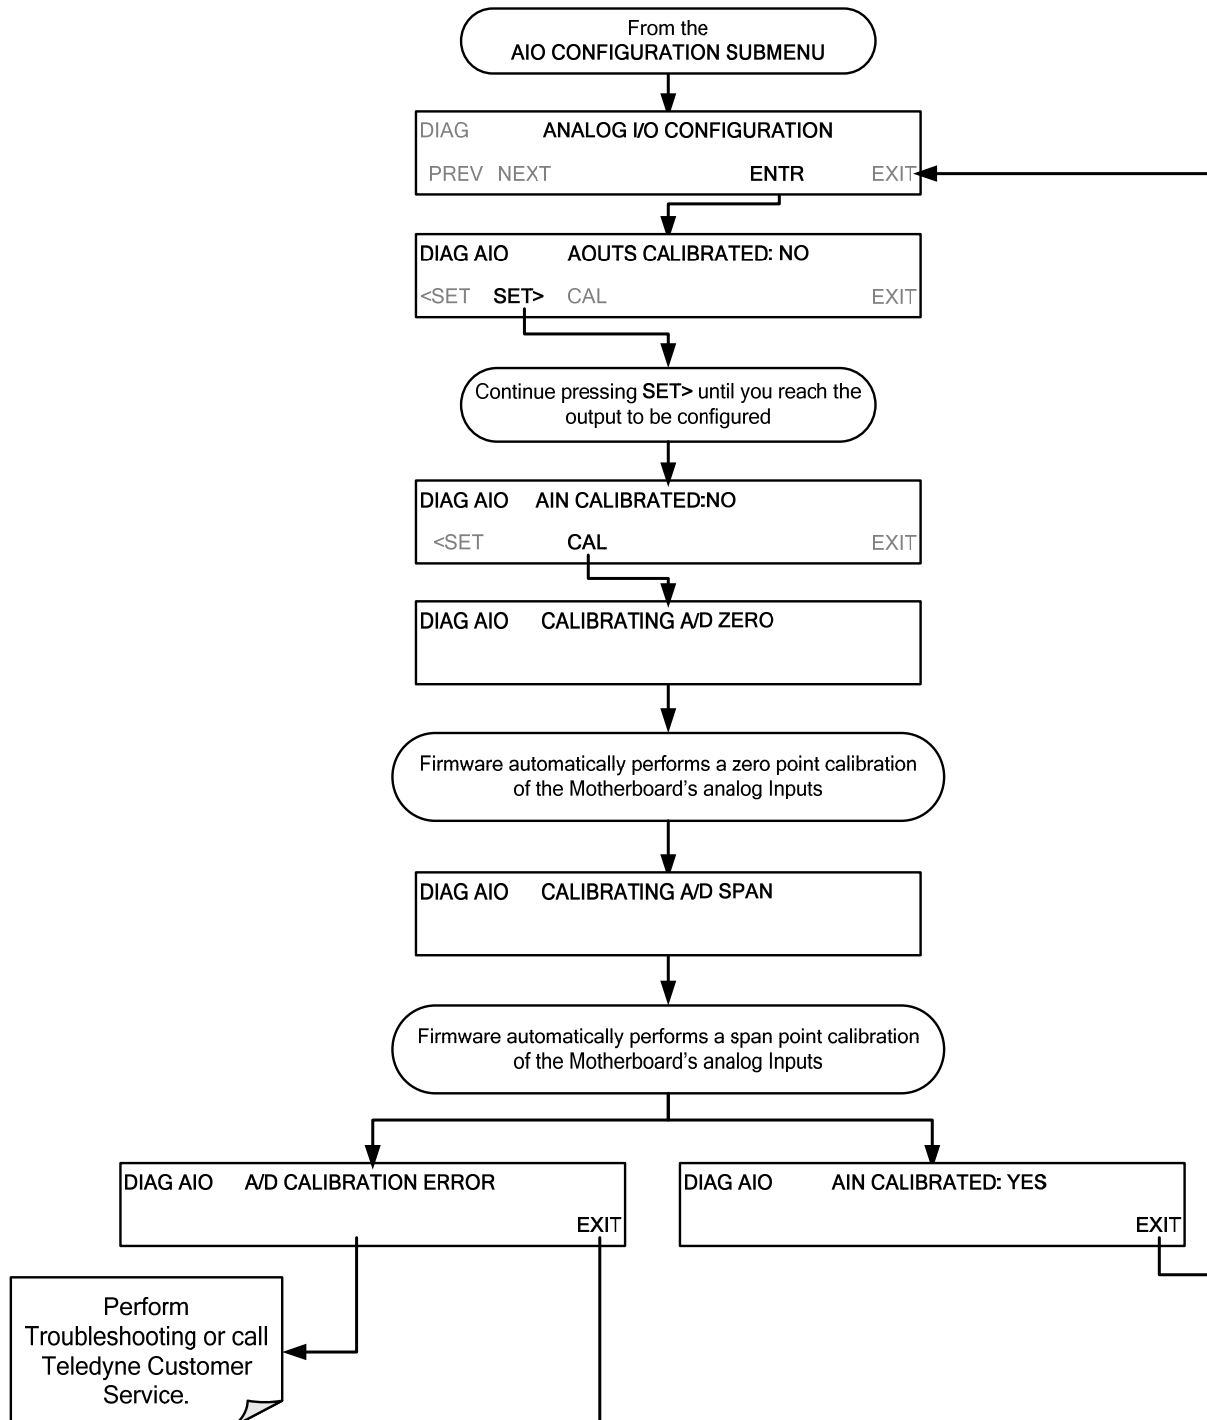 From the
AIO CONFIGURATION SUBMENU
DIAG ANALOG I/O CONFIGURATION
PREV NEXT ENTR EXIT
DIAG AIO AOUTS CALIBRATED: NO
<SET SET> CAL EXIT
Continue pressing SET> until you reach the
output to be configured
DIAG AIO AIN CALIBRATED:NO
<SET CAL EXIT
DIAG AIO CALIBRATING A/D ZERO
Firmware automatically performs a zero point calibration
of the Motherboard's analog Inputs
DIAG AIO CALIBRATING A/D SPAN
Firmware automatically performs a span point calibration
of the Motherboard's analog Inputs
DIAG AIO A/D CALIBRATION ERROR
EXIT
DIAG AIO AIN CALIBRATED: YES
EXIT
Perform
Troubleshooting or call
Teledyne Customer
Service.